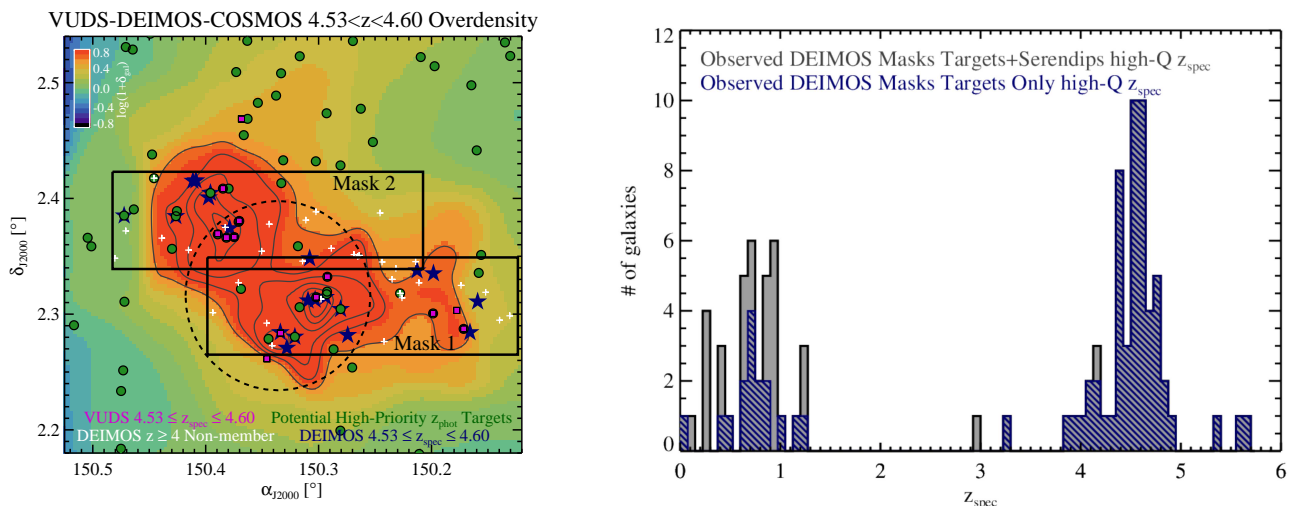 VUDS-DEIMOS-COSMOS 4.53<z<4.60 Overdensity
0.8
0.4
0.0
-0.4
-0.8
log(1+δgal)
2.5
2.4
2.3
2.2
δJ2000 [°]
Mask 2
Mask 1
VUDS 4.53 ≤ zspec ≤ 4.60 Potential High-Priority zphot Targets
DEIMOS z ≥ 4 Non-member DEIMOS 4.53 ≤ zspec ≤ 4.60
150.5 150.4 150.3 150.2
αJ2000 [°]
12
10
8
6
4
2
0
# of galaxies
Observed DEIMOS Masks Targets+Serendips high-Q zspec
Observed DEIMOS Masks Targets Only high-Q zspec
0 1 2 3 4 5 6
zspec